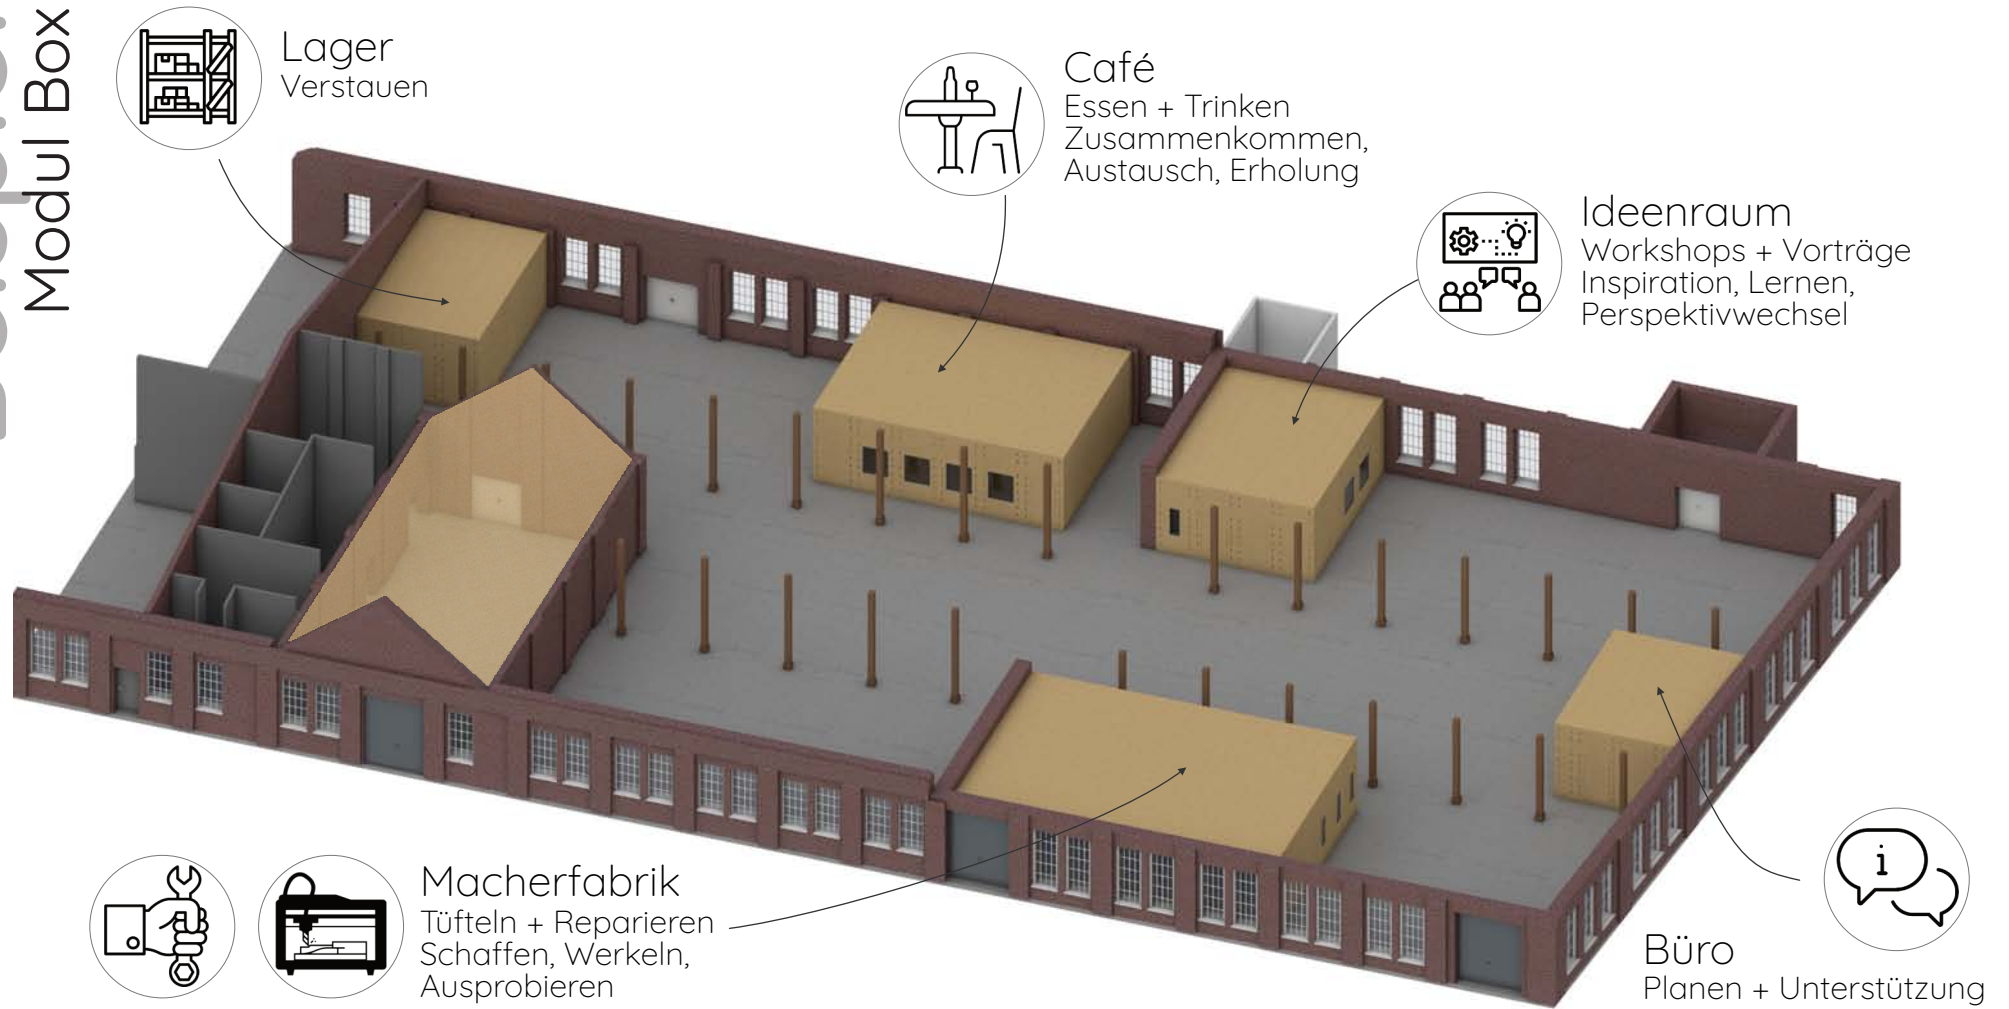 Modul Box
Lager
Verstauen
Café
Essen + Trinken
Zusammenkommen,
Austausch, Erholung
Ideenraum
Workshops + Vorträge
Inspiration, Lernen,
Perspektivwechsel
Macherfabrik
Tüfteln + Reparieren
Schaffen, Werkeln,
Ausprobieren
i
Büro
Planen + Unterstützung